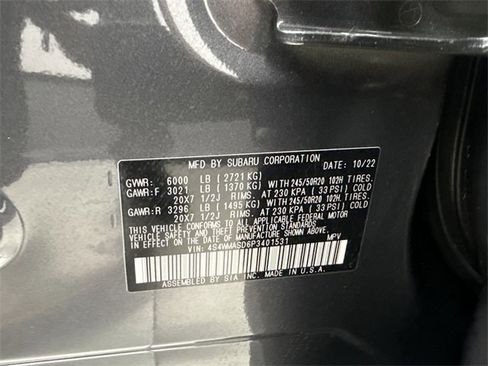 MFD BY SUBARU CORPORATION DATE: 10/22
GVWR: 6000 LB (2721 KG)
GAWR:F 3021 LB (1370 KG) WITH 245/50R20 102H TIRES.
20X7 1/2J RIMS. AT 230 KPA (33 PSI) COLD
GAWR:R 3296 LB (1495 KG) WITH 245/50R20 102H TIRES.
20X7 1/2J RIMS. AT 230 KPA (33 PSI) COLD
THIS VEHICLE CONFORMS TO ALL APPLICABLE FEDERAL MOTOR
VEHICLE SAFETY AND THEFT PREVENTION STANDARDS
IN EFFECT ON THE DATE OF MANUFACTURE SHOWN ABOVE.
VIN: 4S4WMASD6P3401531 MPV
ASSEMBLED BY SIA INC. MADE IN U.S.A.